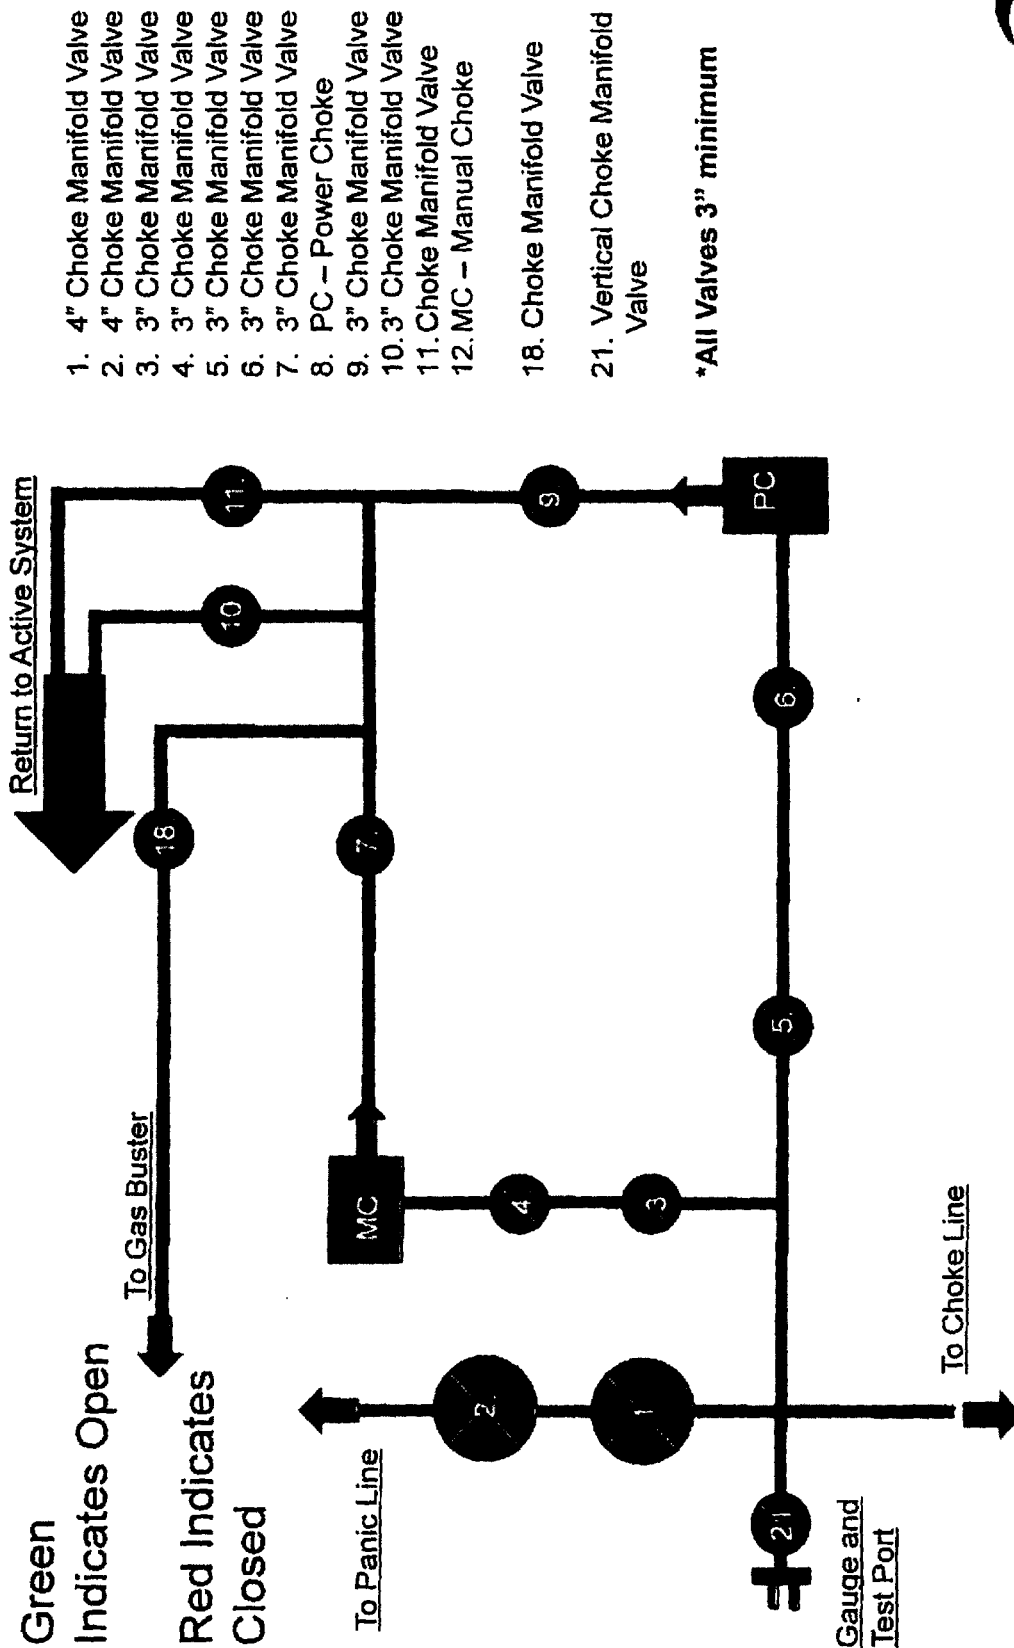 Green
Indicates Open
Red Indicates
Closed
Return to Active System
To Gas Buster
To Panic Line
To Choke Line
Gauge and
Test Port
11.
10
18
7.
9.
MC
4
3
2.
1
21
5.
6.
PC
1. 4" Choke Manifold Valve
2. 4" Choke Manifold Valve
3. 3" Choke Manifold Valve
4. 3" Choke Manifold Valve
5. 3" Choke Manifold Valve
6. 3" Choke Manifold Valve
7. 3" Choke Manifold Valve
8. PC – Power Choke
9. 3" Choke Manifold Valve
10. 3" Choke Manifold Valve
11. Choke Manifold Valve
12. MC – Manual Choke
18. Choke Manifold Valve
21. Vertical Choke Manifold
Valve
*All Valves 3" minimum